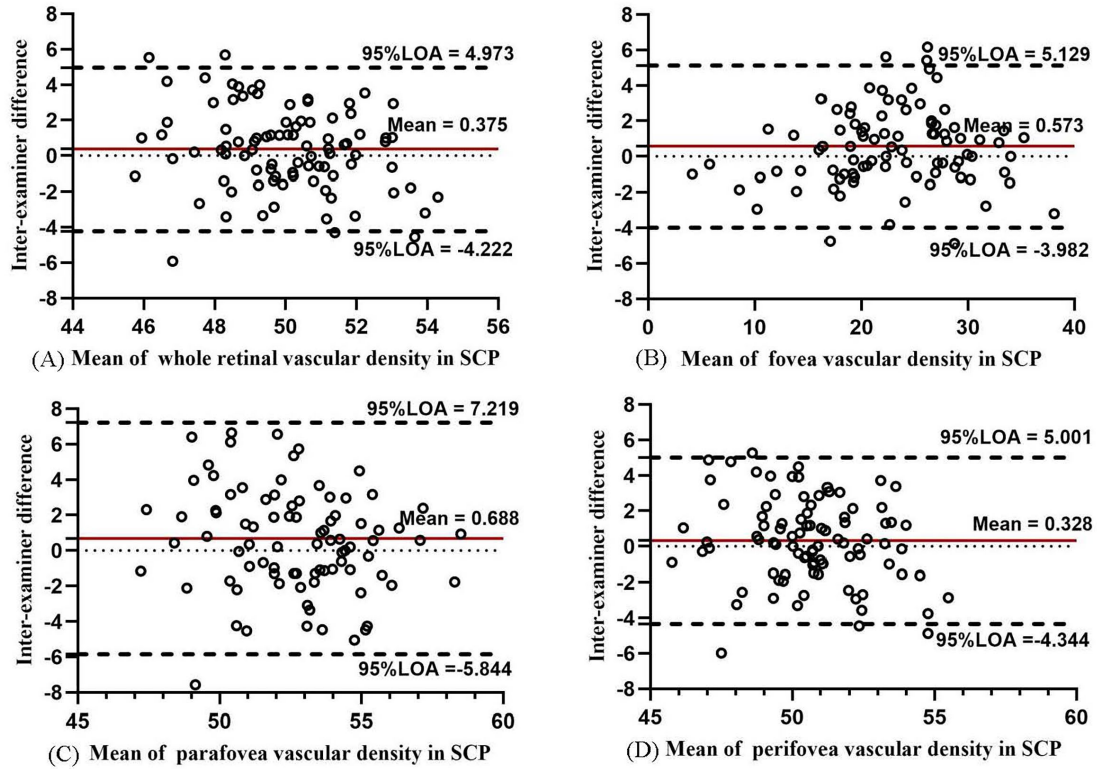 8
6
4
2
0
-2
-4
-6
-8
Inter-examiner difference
95%LOA = 4.973
Mean = 0.375
95%LOA = -4.222
44 46 48 50 52 54 56
(A) Mean of whole retinal vascular density in SCP
8
6
4
2
0
-2
-4
-6
-8
Inter-examiner difference
95%LOA = 5.129
Mean = 0.573
95%LOA = -3.982
0 10 20 30 40
(B) Mean of fovea vascular density in SCP
8
6
4
2
0
-2
-4
-6
-8
Inter-examiner difference
95%LOA = 7.219
Mean = 0.688
95%LOA =-5.844
45 50 55 60
(C) Mean of parafovea vascular density in SCP
8
6
4
2
0
-2
-4
-6
-8
Inter-examiner difference
95%LOA = 5.001
Mean = 0.328
95%LOA =-4.344
45 50 55 60
(D) Mean of perifovea vascular density in SCP